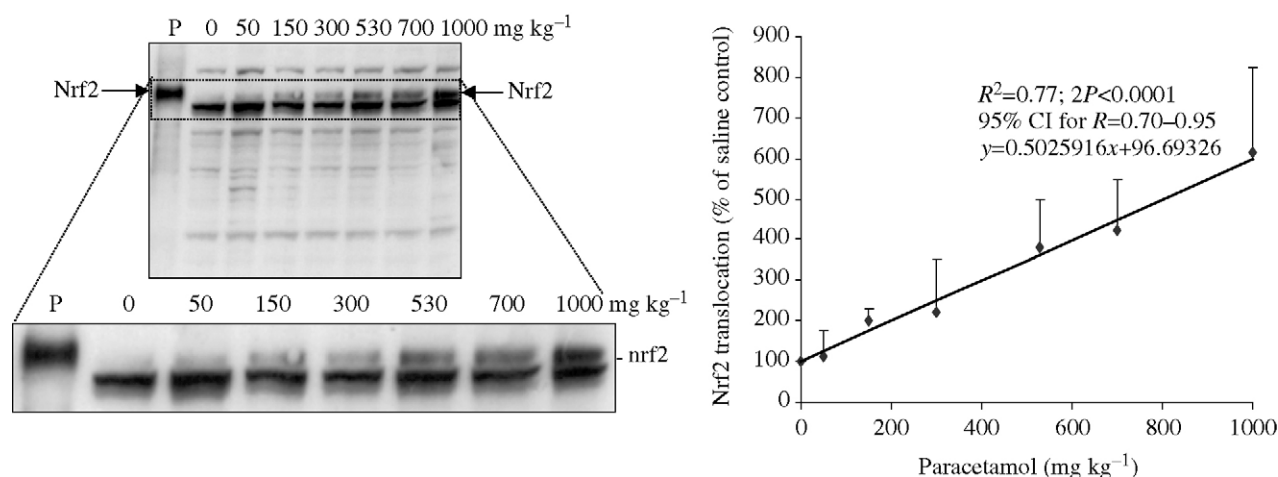 P 0 50 150 300 530 700 1000 mg kg⁻¹
Nrf2
Nrf2
P 0 50 150 300 530 700 1000 mg kg⁻¹
- nrf2
900
800
700
600
500
400
300
200
100
0
Nrf2 translocation (% of saline control)
R²=0.77; 2P<0.0001
95% CI for R=0.70–0.95
y=0.5025916x+96.69326
0 200 400 600 800 1000
Paracetamol (mg kg⁻¹)